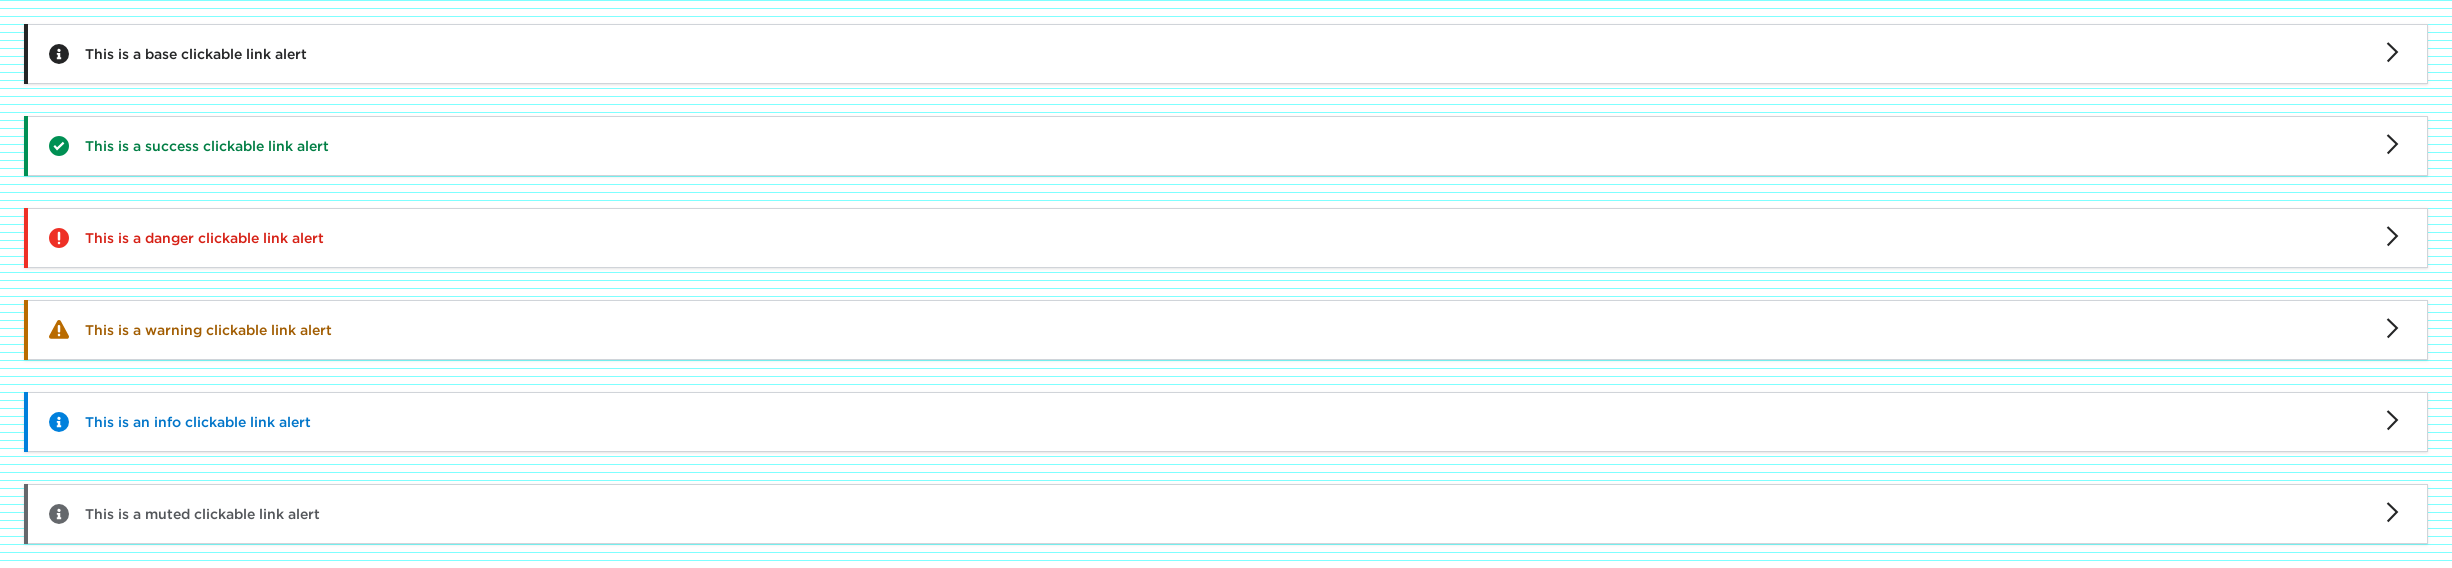 This is a base clickable link alert
This is a success clickable link alert
This is a danger clickable link alert
This is a warning clickable link alert
This is an info clickable link alert
This is a muted clickable link alert